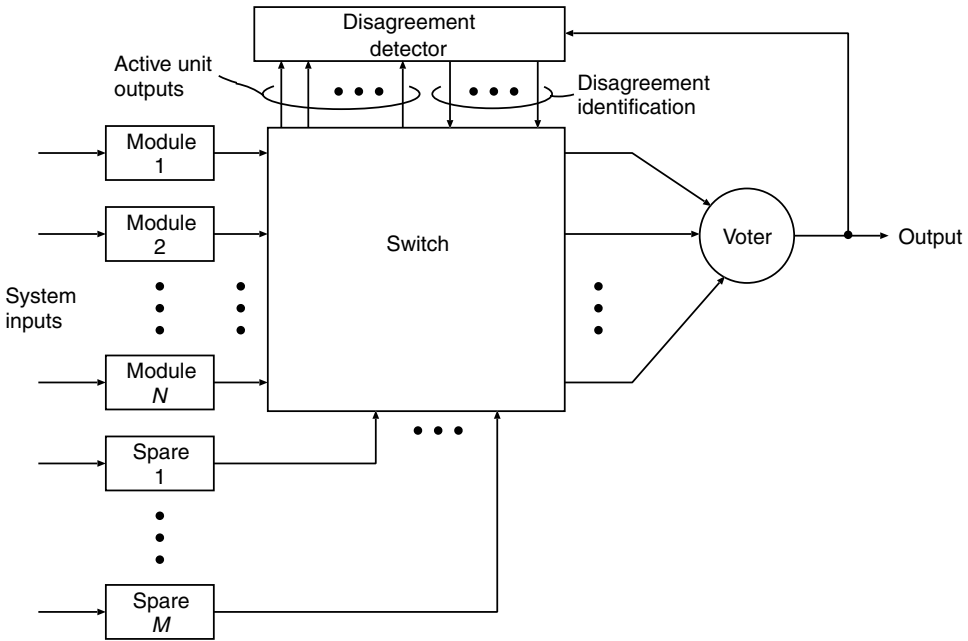 Disagreement
detector
Active unit
outputs
Disagreement
identification
Module
1
Module
2
Switch
Voter
Output
System
inputs
Module
N
Spare
1
Spare
M